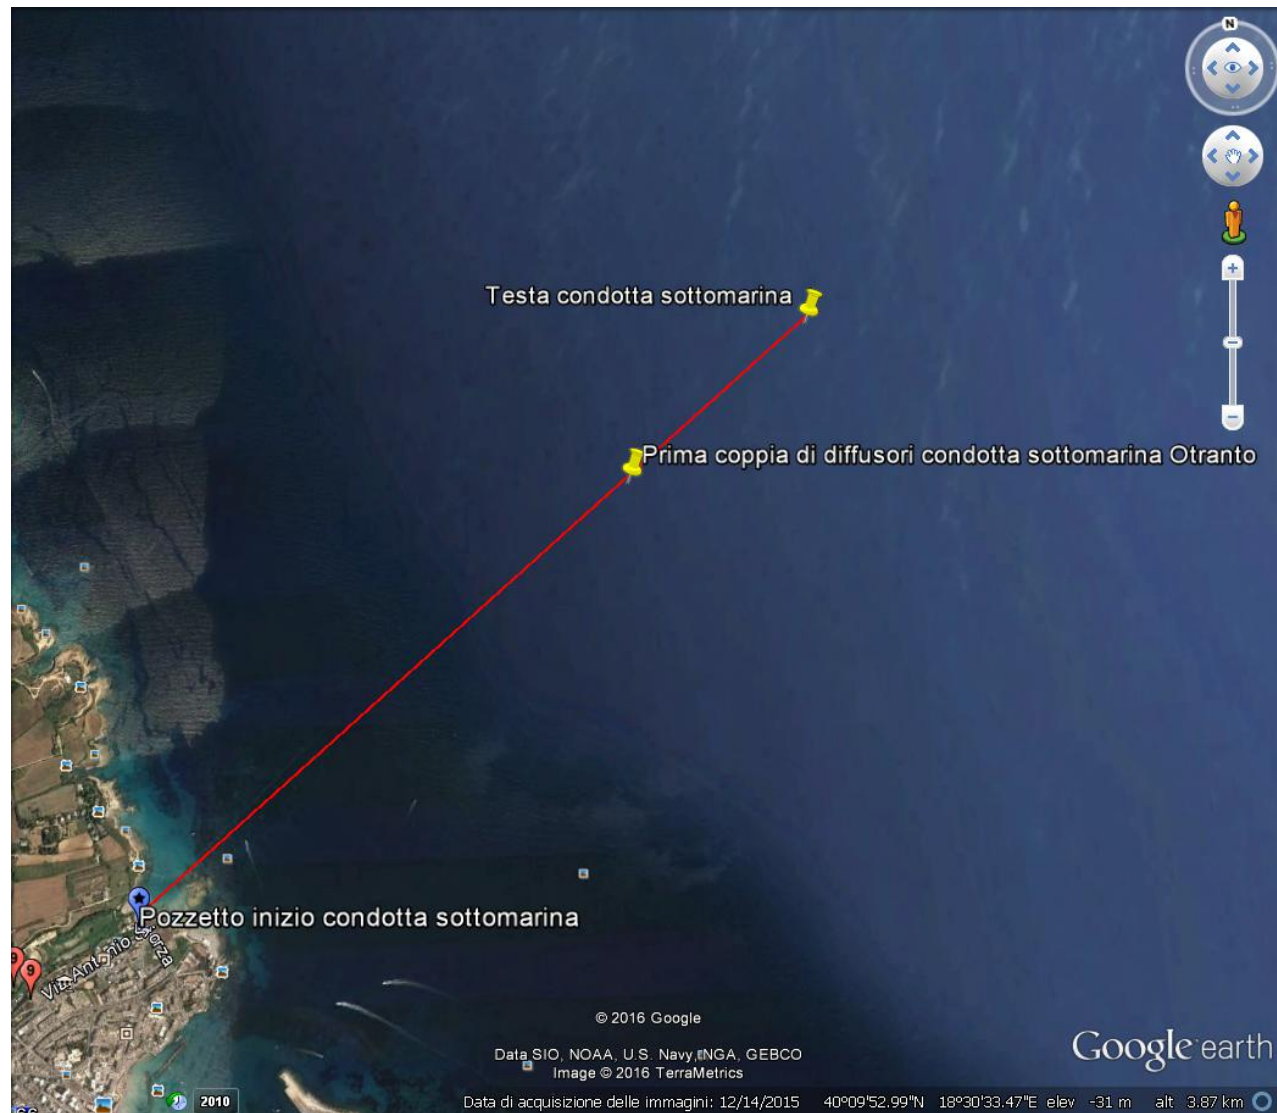 N
Testa condotta sottomarina
Prima coppia di diffusori condotta sottomarina Otranto
Pozzetto inizio condotta sottomarina
Via Antonio Sforza
9
9
© 2016 Google
Data SIO, NOAA, U.S. Navy, NGA, GEBCO
Image © 2016 TerraMetrics
Google earth
2010
Data di acquisizione delle immagini: 12/14/2015 40°09'52.99"N 18°30'33.47"E elev -31 m alt 3.87 km